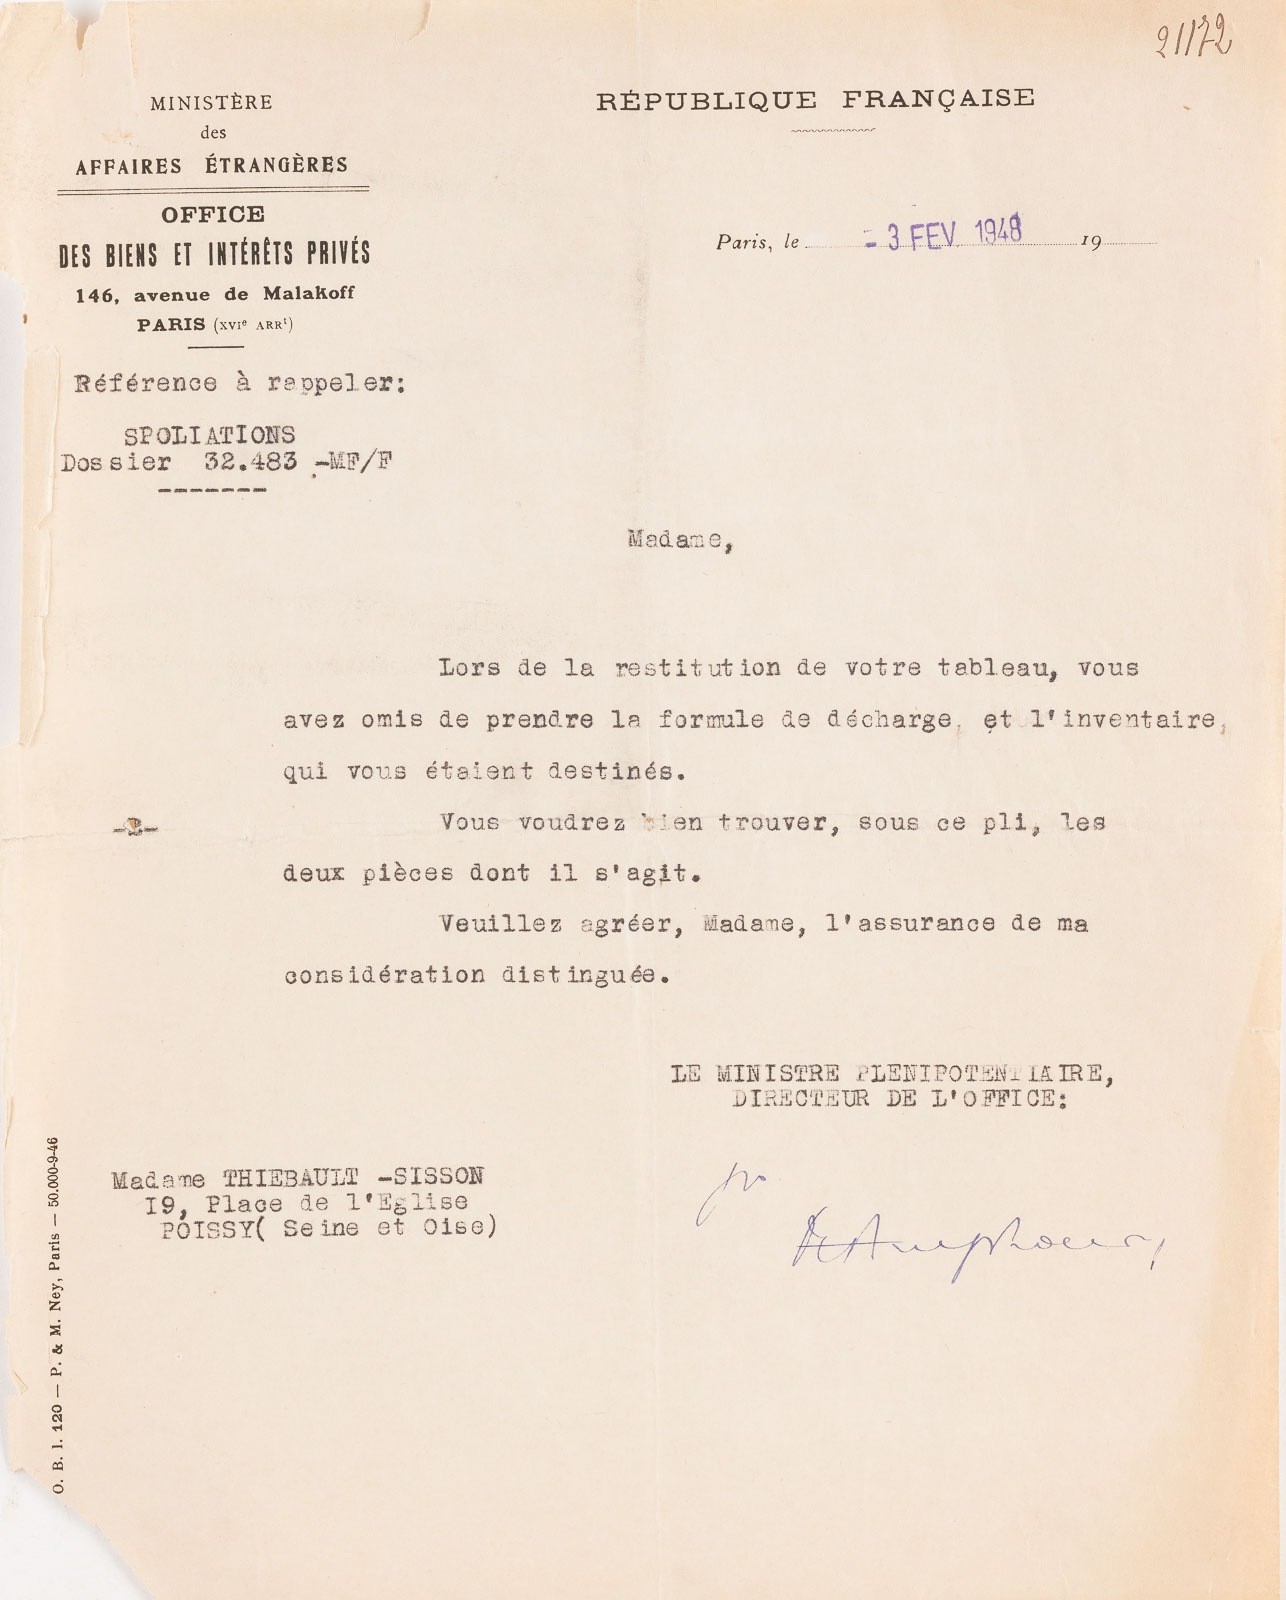 21172
MINISTÈRE
des
AFFAIRES ÉTRANGÈRES
OFFICE
DES BIENS ET INTÉRÊTS PRIVÉS
146, avenue de Malakoff
PARIS (XVIe ARRt)
RÉPUBLIQUE FRANÇAISE
Paris, le - 3 FEV 1948 19
Référence à rappeler:
SPOLIATIONS
Dossier 32.483 -MF/F
-------
Madame,
Lors de la restitution de votre tableau, vous
avez omis de prendre la formule de décharge, et l'inventaire,
qui vous étaient destinés.
Vous voudrez bien trouver, sous ce pli, les
deux pièces dont il s'agit.
Veuillez agréer, Madame, l'assurance de ma
considération distinguée.
LE MINISTRE PLENIPOTENTIAIRE,
DIRECTEUR DE L'OFFICE:
Madame THIEBAULT -SISSON
19, Place de l'Eglise
POISSY( Seine et Oise)
O. B. I. 120 — P. & M. Ney, Paris — 50.000-9-46